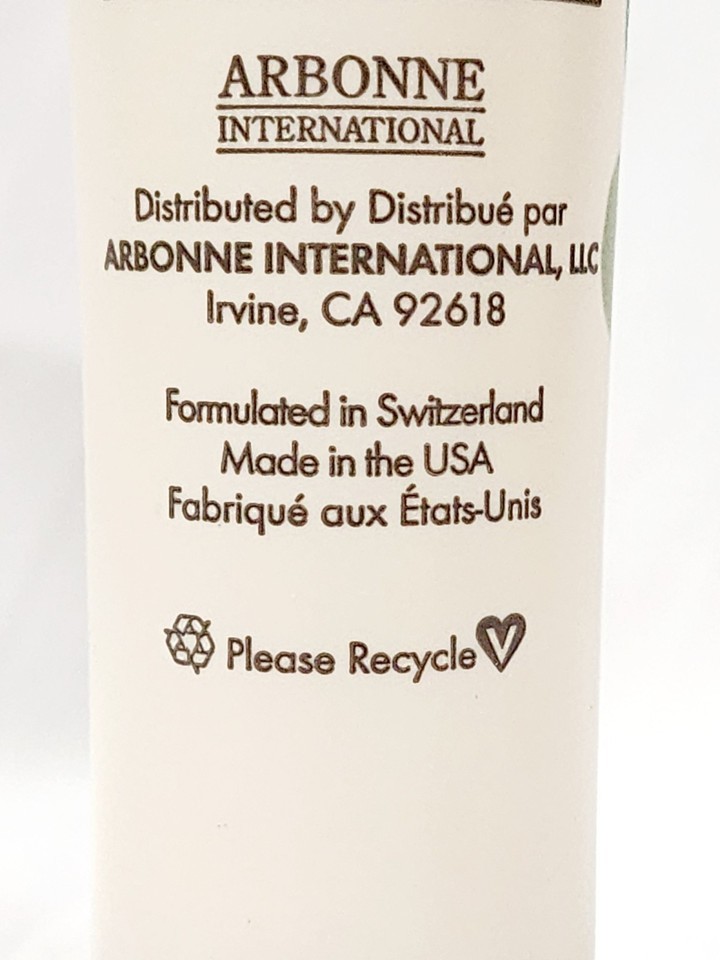 ARBONNE
INTERNATIONAL
Distributed by Distribué par
ARBONNE INTERNATIONAL, LLC
Irvine, CA 92618
Formulated in Switzerland
Made in the USA
Fabriqué aux États-Unis
Please Recycle V